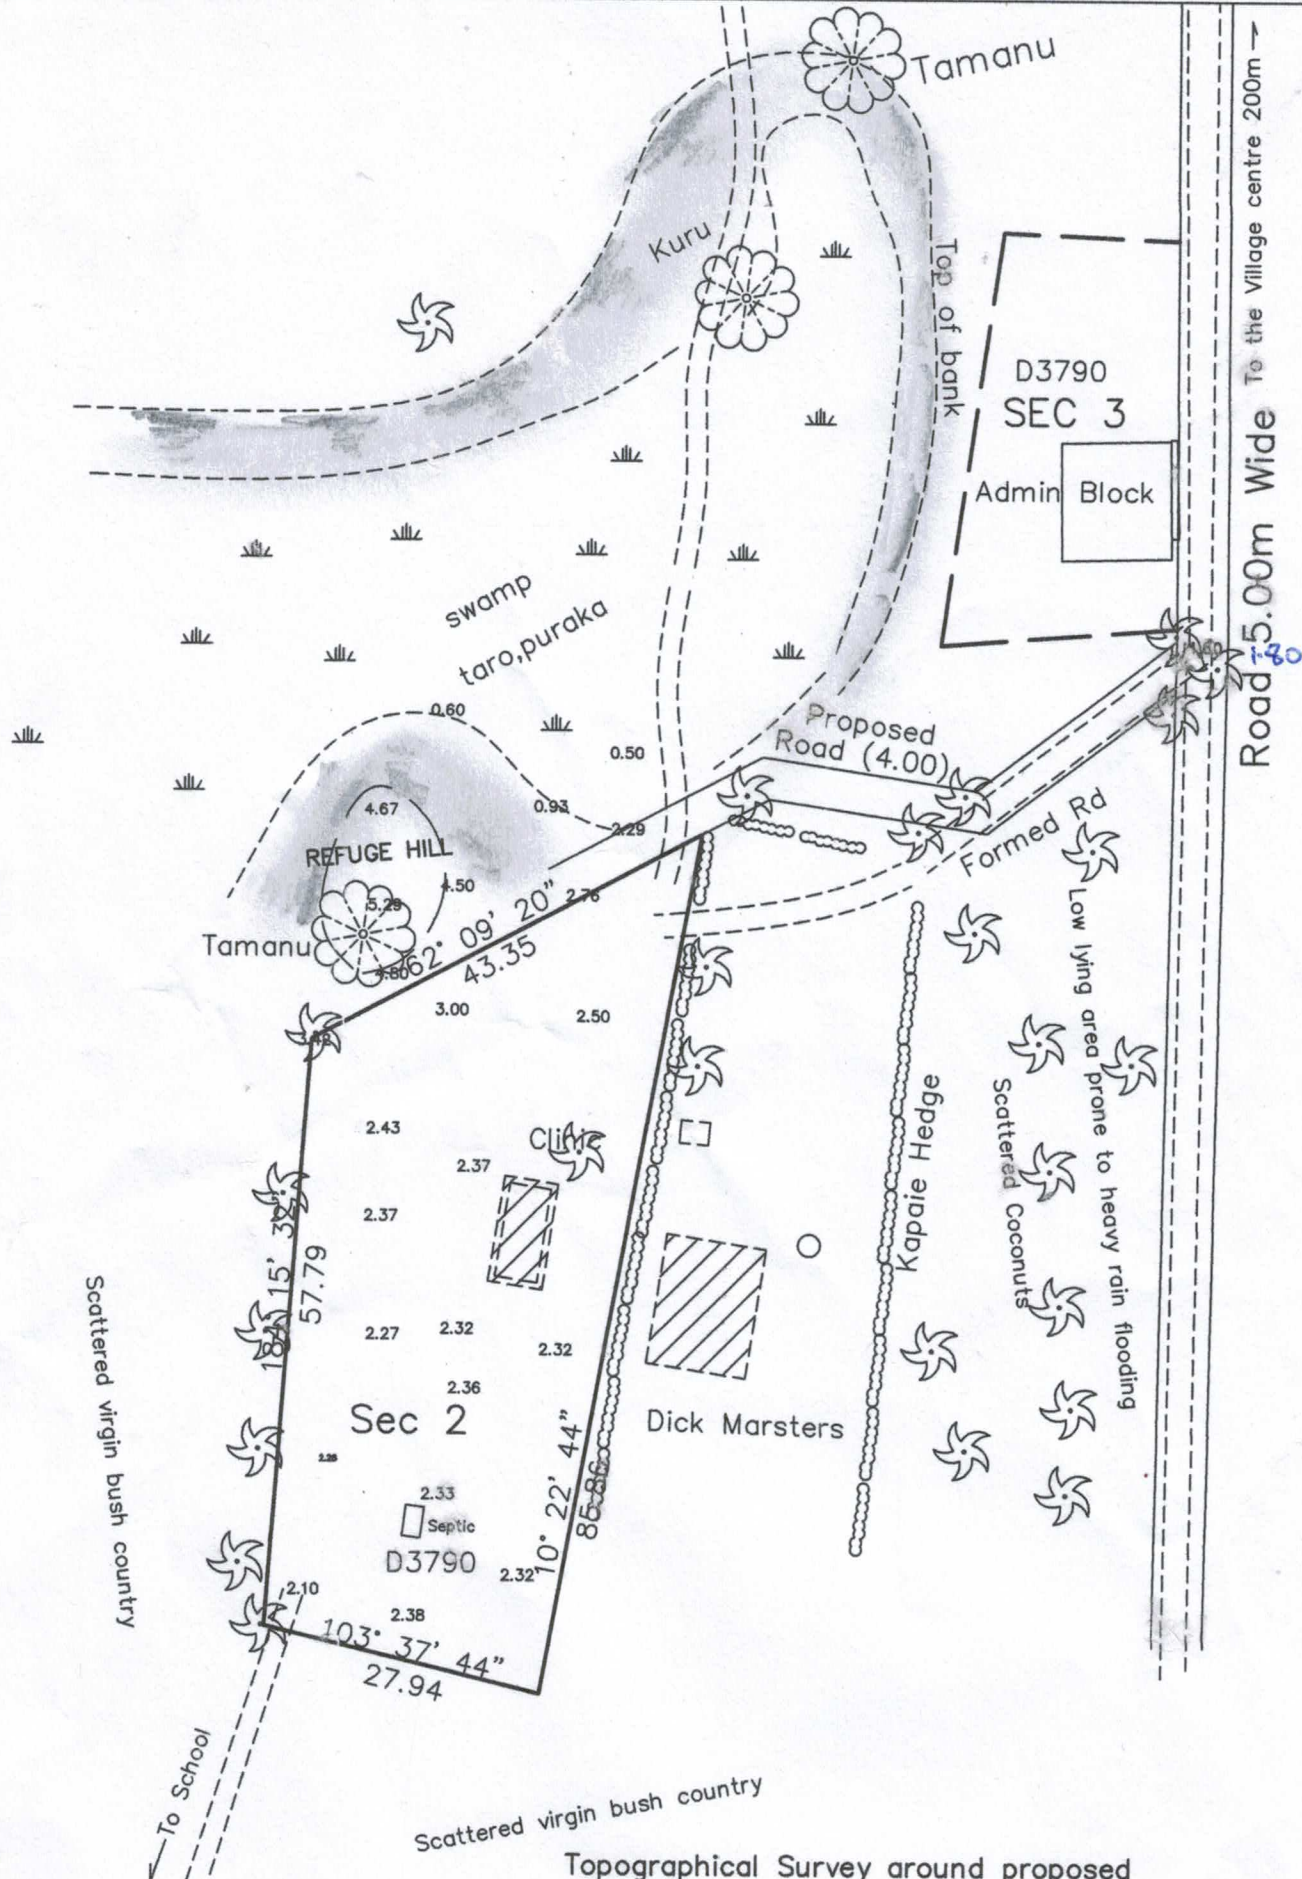 Tamanu
To the Village centre 200m
Kuru
Top of bank
D3790
SEC 3
Admin Block
Road 5.00m Wide
1.80
swamp
taro,puraka
0.60
0.50
Proposed
Road (4.00)
0.93
2.29
4.67
REFUGE HILL
4.50
5.29
2.76
Formed Rd
Tamanu
4.80
62° 09' 20"
43.35
3.00
2.50
Low lying area prone to heavy rain flooding
2.43
Clinic
2.37
2.37
Kapaie Hedge
Scattered Coconuts
57.79
2.27
2.32
2.32
2.36
Sec 2
Dick Marsters
Scattered virgin bush country
2.33
Septic
D3790
10° 22' 44"
2.32
2.10
2.38
103° 37' 44"
27.94
To School
Scattered virgin bush country
Topographical Survey around proposed